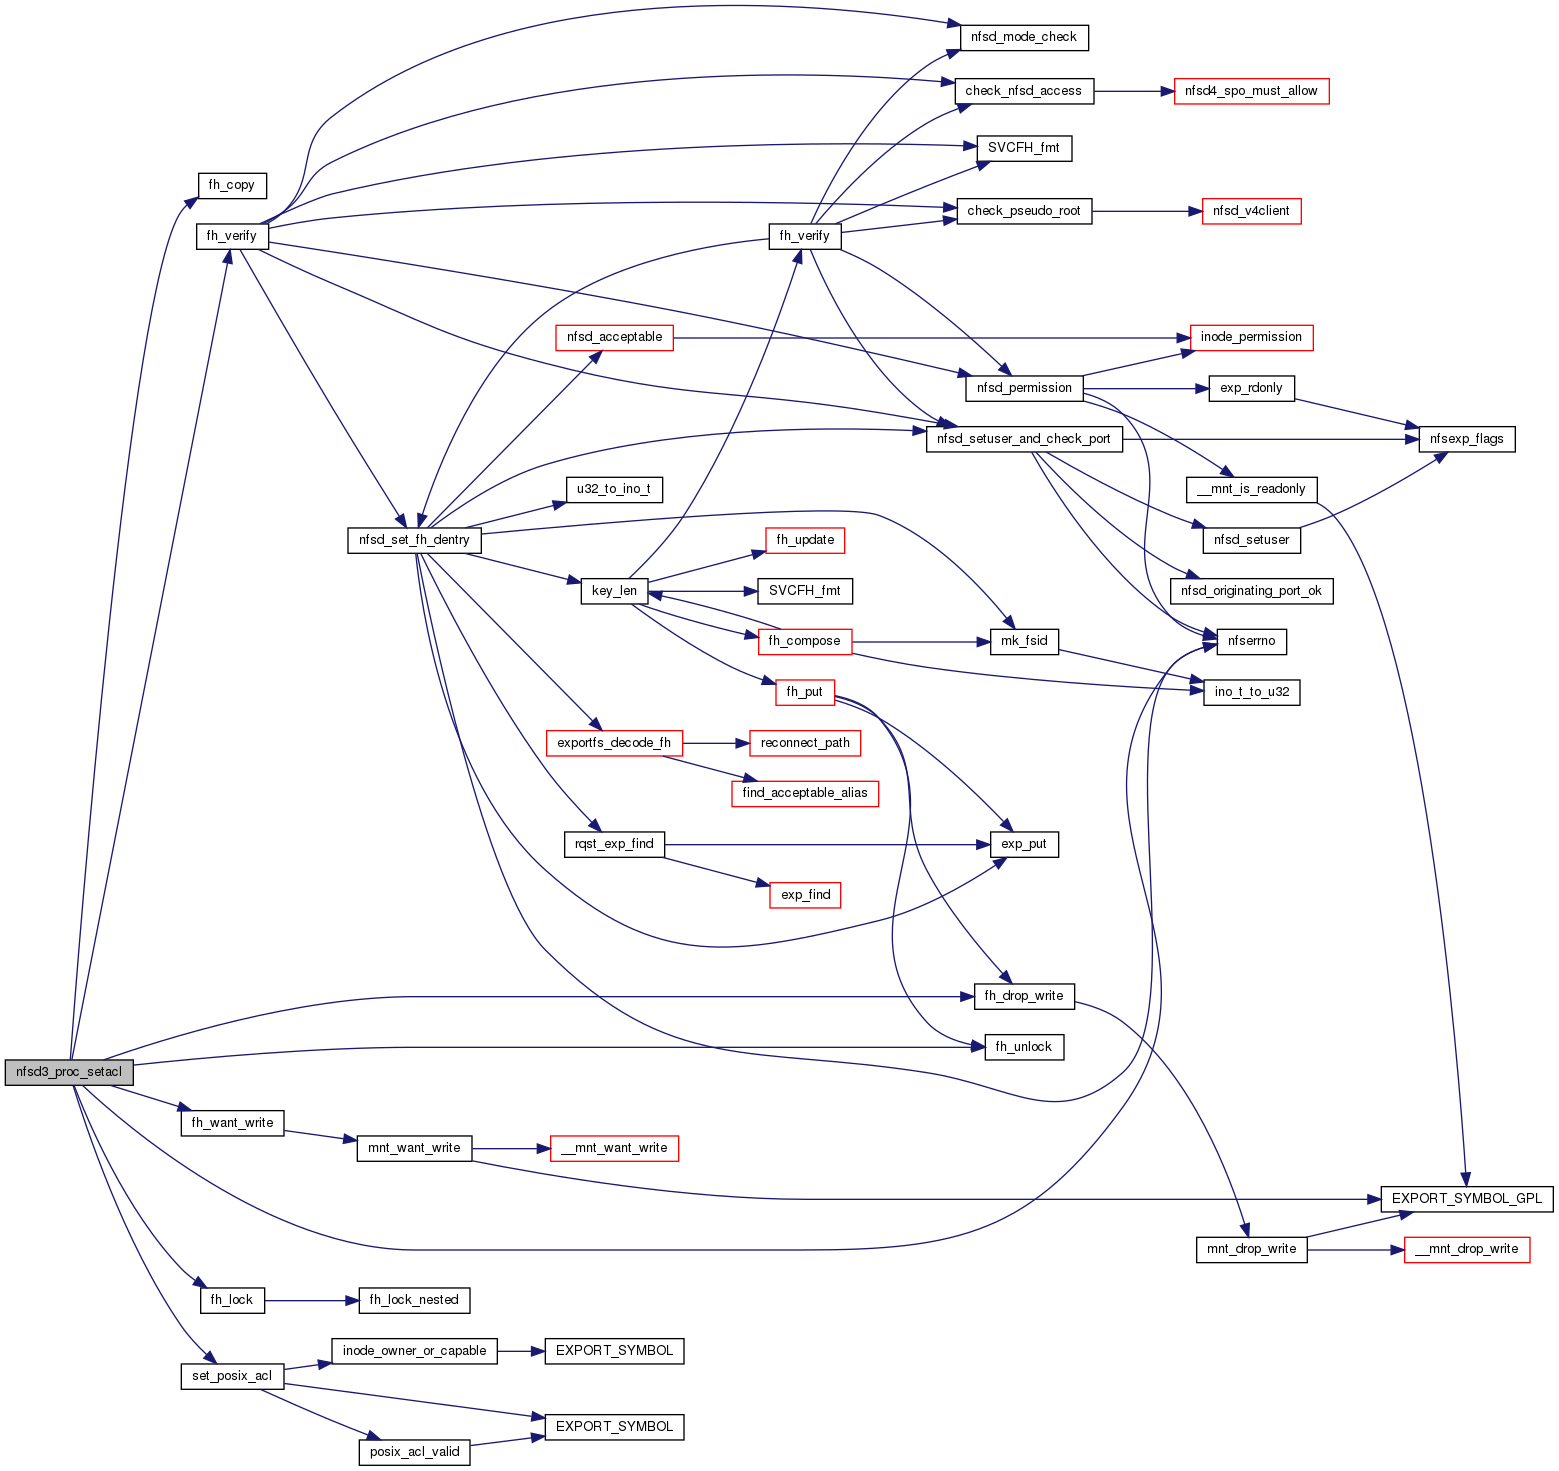 nfsd_mode_check
check_nfsd_access
nfsd4_spo_must_allow
SVCFH_fmt
fh_copy
check_pseudo_root
nfsd_v4client
fh_verify
fh_verify
nfsd_acceptable
inode_permission
nfsd_permission
exp_rdonly
nfsd_setuser_and_check_port
nfsexp_flags
u32_to_ino_t
__mnt_is_readonly
nfsd_set_fh_dentry
fh_update
nfsd_setuser
key_len
SVCFH_fmt
nfsd_originating_port_ok
fh_compose
mk_fsid
nfserrno
fh_put
ino_t_to_u32
exportfs_decode_fh
reconnect_path
find_acceptable_alias
rqst_exp_find
exp_put
exp_find
fh_drop_write
fh_unlock
nfsd3_proc_setacl
fh_want_write
mnt_want_write
__mnt_want_write
EXPORT_SYMBOL_GPL
mnt_drop_write
__mnt_drop_write
fh_lock
fh_lock_nested
inode_owner_or_capable
EXPORT_SYMBOL
set_posix_acl
EXPORT_SYMBOL
posix_acl_valid